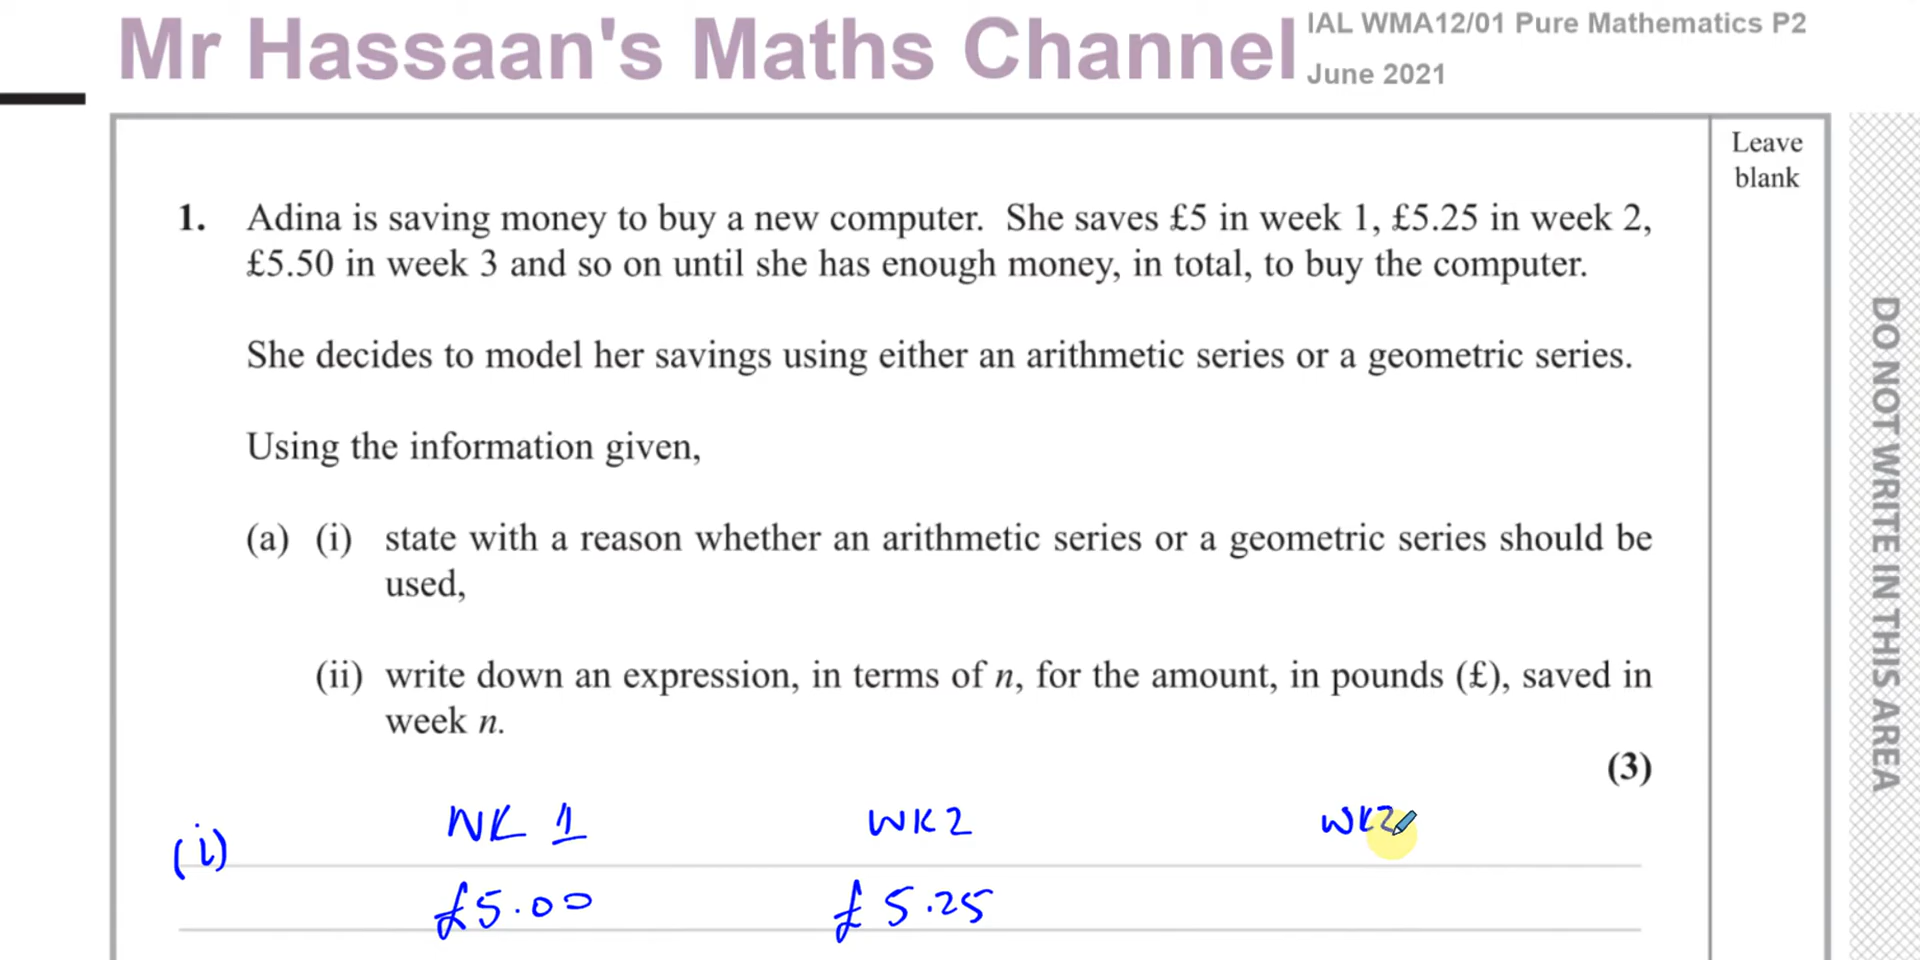 Mr Hassaan's Maths Channel
IAL WMA12/01 Pure Mathematics P2
June 2021
Leave
blank
1. Adina is saving money to buy a new computer. She saves £5 in week 1, £5.25 in week 2,
£5.50 in week 3 and so on until she has enough money, in total, to buy the computer.
She decides to model her savings using either an arithmetic series or a geometric series.
Using the information given,
(a) (i) state with a reason whether an arithmetic series or a geometric series should be
used,
(ii) write down an expression, in terms of n, for the amount, in pounds (£), saved in
week n.
(3)
(i) WK 1 WK2 WK
£5.00 £5.25
DO NOT WRITE IN THIS AREA